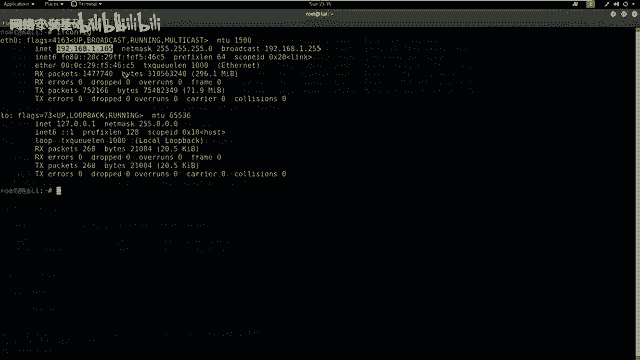 Applications Places Sun 23:15
bilibili
eth0: flags=4163<UP,BROADCAST,RUNNING,MULTICAST> mtu 1500
inet 192.168.1.105 netmask 255.255.255.0 broadcast 192.168.1.255
inet6 fe80::20c:29ff:fef5:46c5 prefixlen 64 scopeid 0x20<link>
ether 00:0c:29:f5:46:c5 txqueuelen 1000 (Ethernet)
RX packets 1477740 bytes 310563240 (296.1 MiB)
RX errors 0 dropped 0 overruns 0 frame 0
TX packets 752166 bytes 75482349 (71.9 MiB)
TX errors 0 dropped 0 overruns 0 carrier 0 collisions 0
lo: flags=73<UP,LOOPBACK,RUNNING> mtu 65536
inet 127.0.0.1 netmask 255.0.0.0
inet6 ::1 prefixlen 128 scopeid 0x10<host>
loop txqueuelen 1000 (Local Loopback)
RX packets 268 bytes 21004 (20.5 KiB)
RX errors 0 dropped 0 overruns 0 frame 0
TX packets 268 bytes 21004 (20.5 KiB)
TX errors 0 dropped 0 overruns 0 carrier 0 collisions 0
root@kali:~#